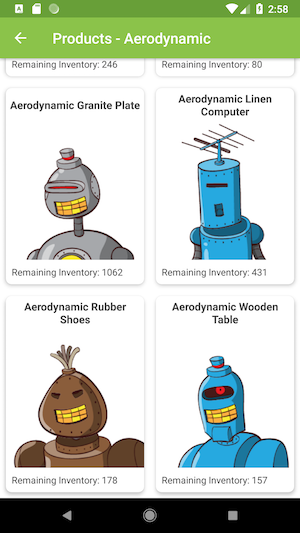 2:58
Products - Aerodynamic
Remaining Inventory: 246
Remaining Inventory: 80
Aerodynamic Granite Plate
Aerodynamic Linen
Computer
Remaining Inventory: 1062
Remaining Inventory: 431
Aerodynamic Rubber
Shoes
Aerodynamic Wooden
Table
Remaining Inventory: 178
Remaining Inventory: 157